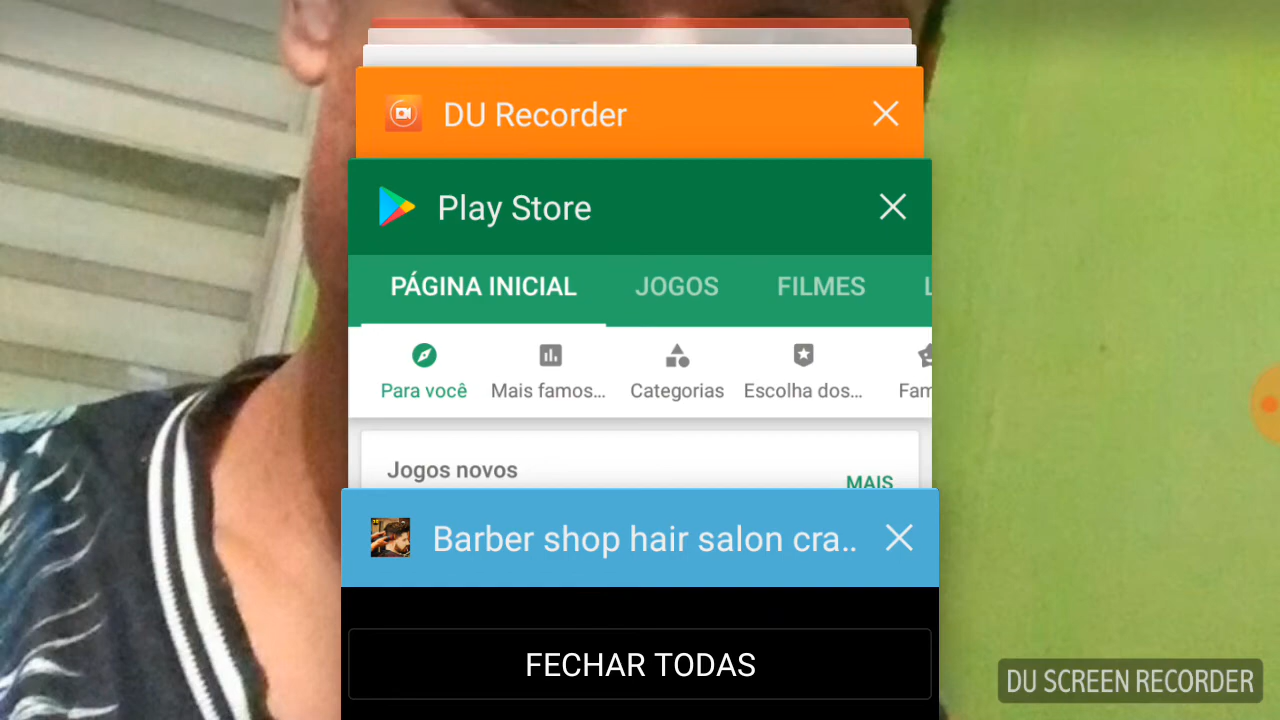 DU Recorder
Play Store
PÁGINA INICIAL JOGOS FILMES L
Para você Mais famos... Categorias Escolha dos... Fam
Jogos novos
MAIS
Barber shop hair salon cra..
FECHAR TODAS
DU SCREEN RECORDER